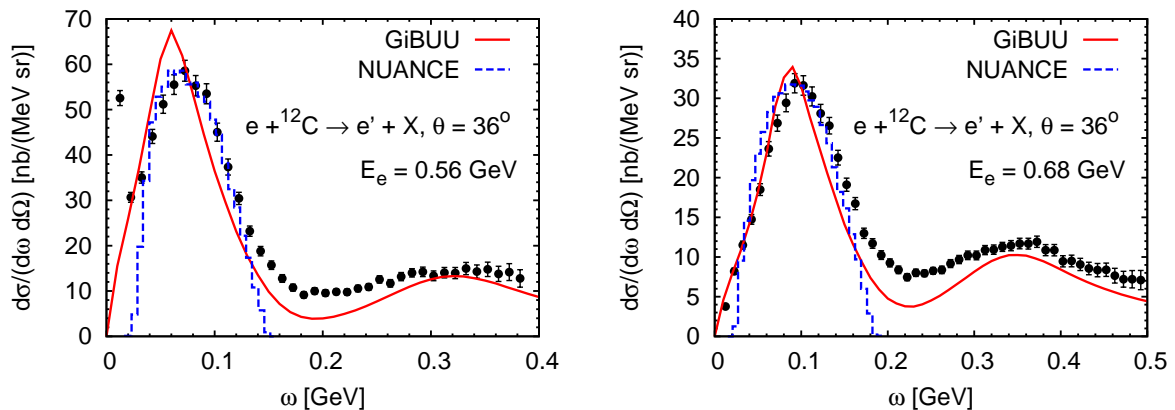 70
60
50
40
30
20
10
0
0 0.1 0.2 0.3 0.4
dσ/(dω dΩ) [nb/(MeV sr)]
ω [GeV]
GiBUU
NUANCE
e +¹²C → e' + X, θ = 36°
Eₑ = 0.56 GeV
40
35
30
25
20
15
10
5
0
0 0.1 0.2 0.3 0.4 0.5
dσ/(dω dΩ) [nb/(MeV sr)]
ω [GeV]
GiBUU
NUANCE
e +¹²C → e' + X, θ = 36°
Eₑ = 0.68 GeV